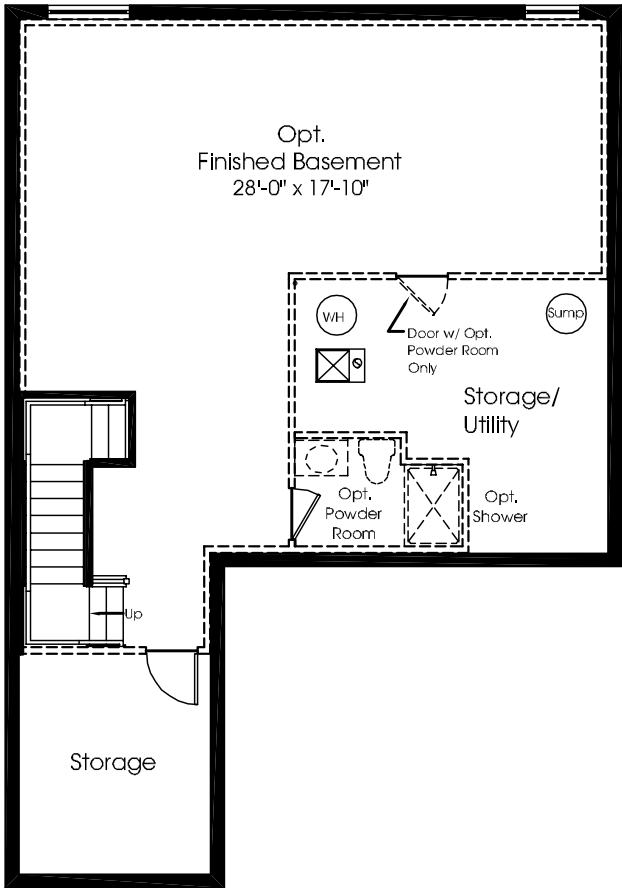 Opt.
Finished Basement
28'-0" x 17'-10"
WH
Sump
Door w/ Opt.
Powder Room
Only
Storage/
Utility
Opt.
Powder
Room
Opt.
Shower
Up
Storage